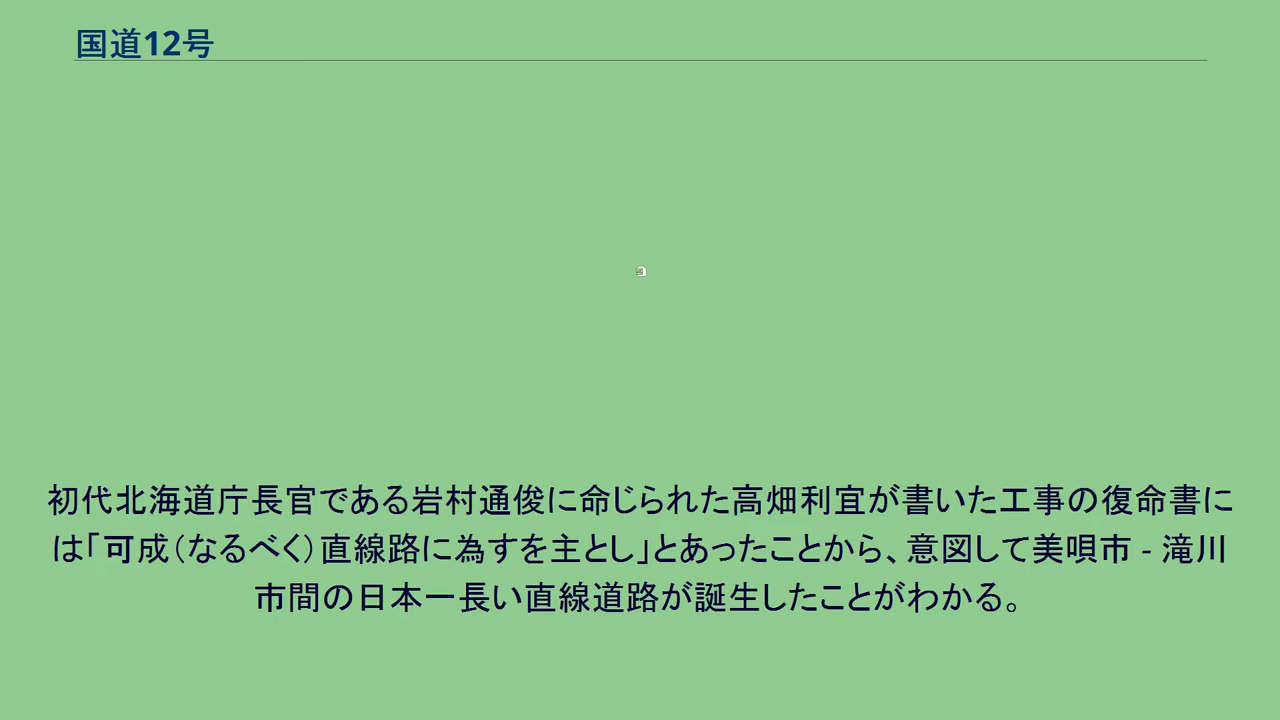 国道12号
初代北海道庁長官である岩村通俊に命じられた高畑利宜が書いた工事の復命書に
は｢可成（なるべく）直線路に為すを主とし｣とあったことから、意図して美唄市 - 滝川
市間の日本一長い直線道路が誕生したことがわかる。